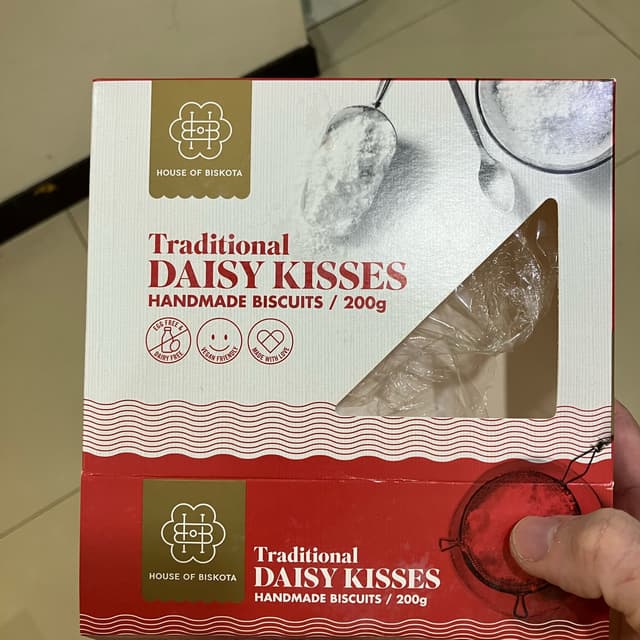 HOUSE OF BISKOTA
Traditional
DAISY KISSES
HANDMADE BISCUITS / 200g
EGG FREE & DAIRY FREE
VEGAN FRIENDLY
MADE WITH LOVE
HOUSE OF BISKOTA
Traditional
DAISY KISSES
HANDMADE BISCUITS / 200g